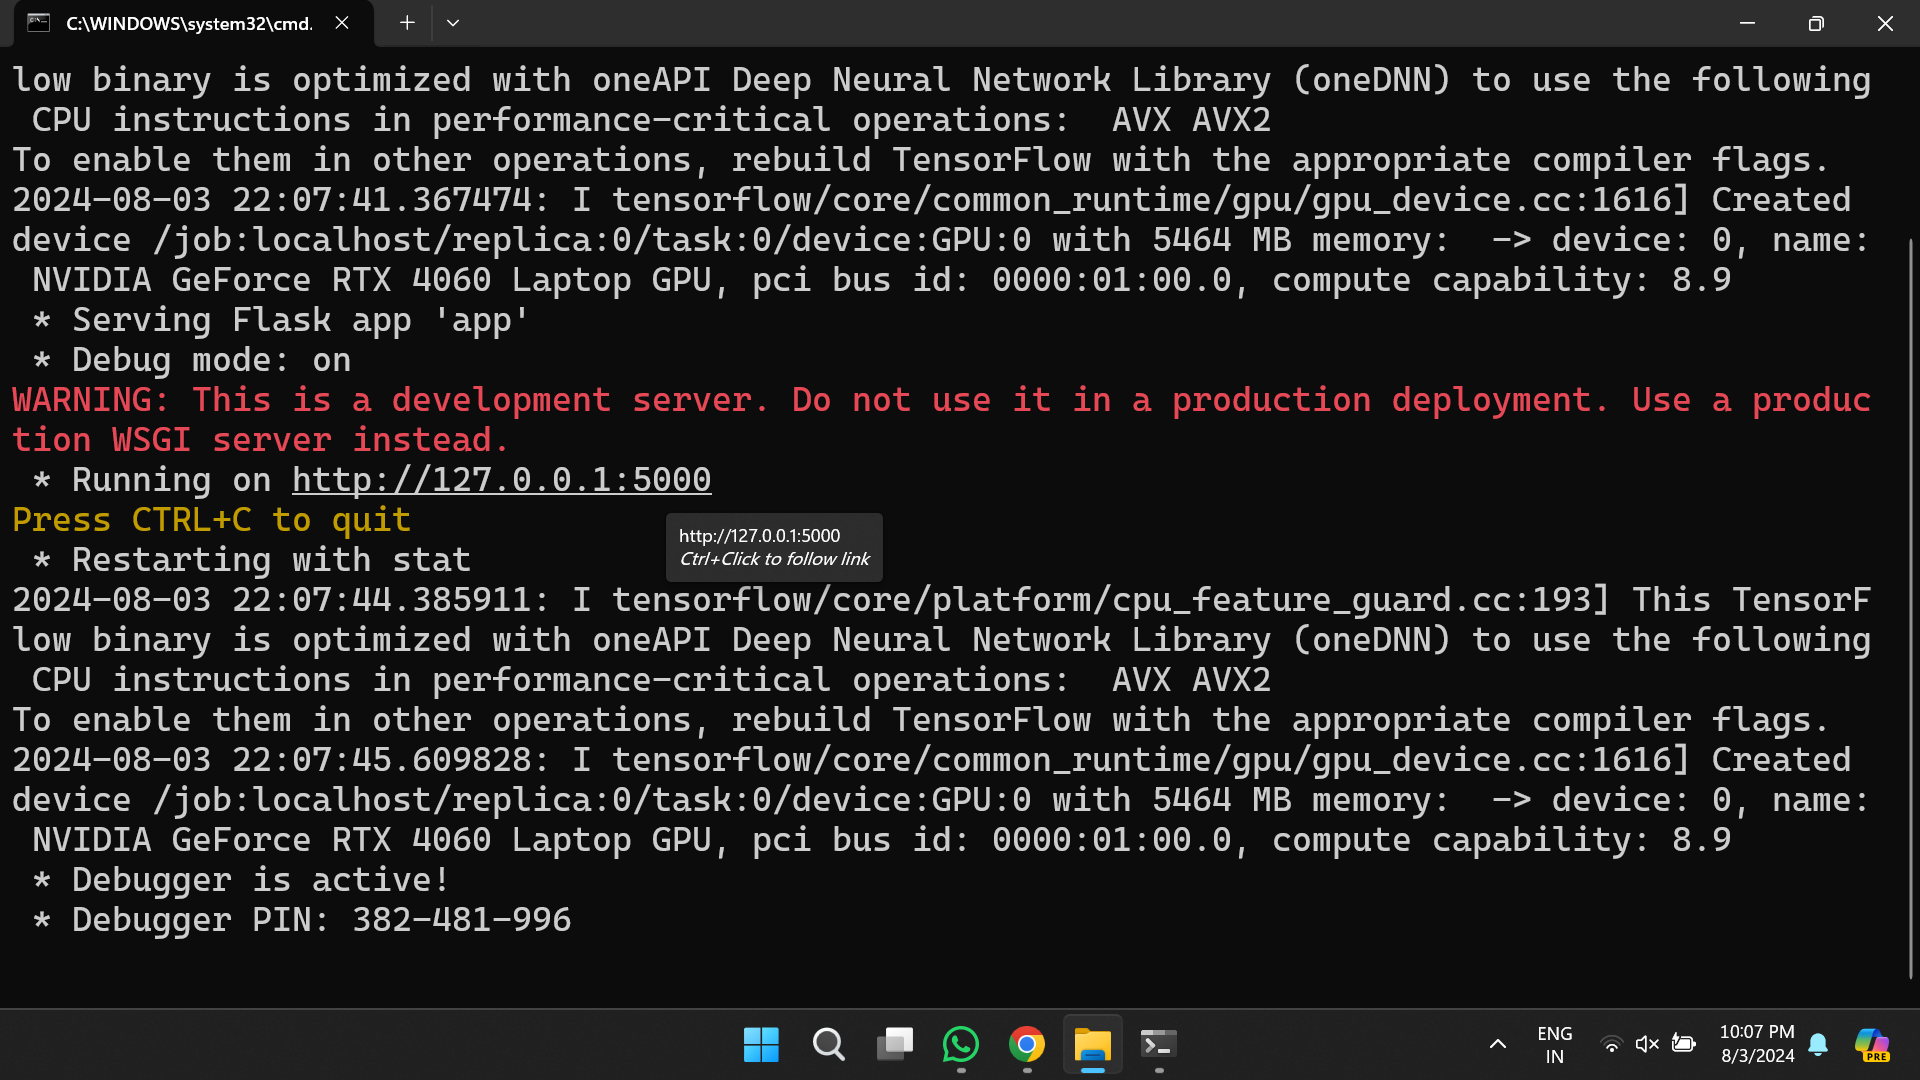 C:\WINDOWS\system32\cmd.
low binary is optimized with oneAPI Deep Neural Network Library (oneDNN) to use the following
CPU instructions in performance-critical operations:  AVX AVX2
To enable them in other operations, rebuild TensorFlow with the appropriate compiler flags.
2024-08-03 22:07:41.367474: I tensorflow/core/common_runtime/gpu/gpu_device.cc:1616] Created
device /job:localhost/replica:0/task:0/device:GPU:0 with 5464 MB memory:  -> device: 0, name:
NVIDIA GeForce RTX 4060 Laptop GPU, pci bus id: 0000:01:00.0, compute capability: 8.9
* Serving Flask app 'app'
* Debug mode: on
WARNING: This is a development server. Do not use it in a production deployment. Use a produc
tion WSGI server instead.
* Running on http://127.0.0.1:5000
Press CTRL+C to quit
http://127.0.0.1:5000
Ctrl+Click to follow link
* Restarting with stat
2024-08-03 22:07:44.385911: I tensorflow/core/platform/cpu_feature_guard.cc:193] This TensorF
low binary is optimized with oneAPI Deep Neural Network Library (oneDNN) to use the following
CPU instructions in performance-critical operations:  AVX AVX2
To enable them in other operations, rebuild TensorFlow with the appropriate compiler flags.
2024-08-03 22:07:45.609828: I tensorflow/core/common_runtime/gpu/gpu_device.cc:1616] Created
device /job:localhost/replica:0/task:0/device:GPU:0 with 5464 MB memory:  -> device: 0, name:
NVIDIA GeForce RTX 4060 Laptop GPU, pci bus id: 0000:01:00.0, compute capability: 8.9
* Debugger is active!
* Debugger PIN: 382-481-996
ENG
IN
10:07 PM
8/3/2024
PRE